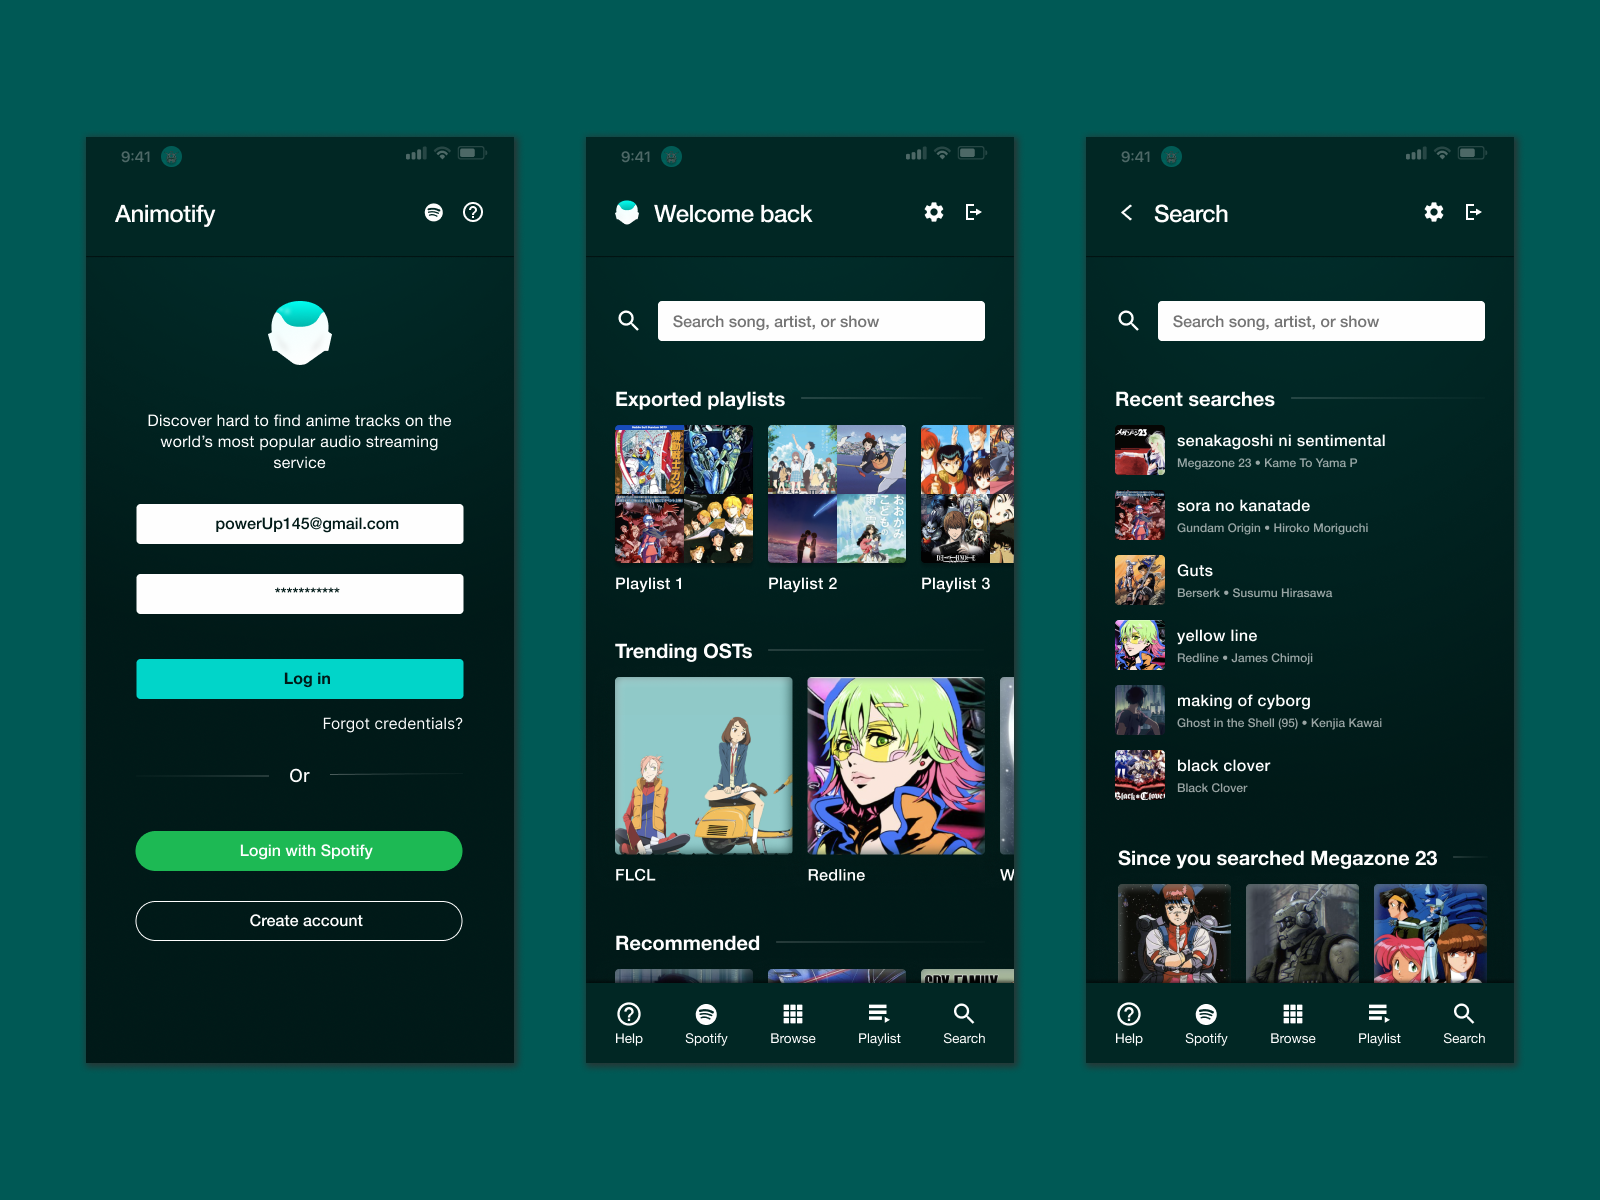 9:41
Animotify
Discover hard to find anime tracks on the
world's most popular audio streaming
service
powerUp145@gmail.com
***********
Log in
Forgot credentials?
Or
Login with Spotify
Create account
9:41
Welcome back
Search song, artist, or show
Exported playlists
Playlist 1
Playlist 2
Playlist 3
Trending OSTs
FLCL
Redline
W
Recommended
SPY FAMILY
Help
Spotify
Browse
Playlist
Search
9:41
Search
Search song, artist, or show
Recent searches
senakagoshi ni sentimental
Megazone 23 • Kame To Yama P
sora no kanatade
Gundam Origin • Hiroko Moriguchi
Guts
Berserk • Susumu Hirasawa
yellow line
Redline • James Chimoji
making of cyborg
Ghost in the Shell (95) • Kenjia Kawai
black clover
Black Clover
Since you searched Megazone 23
Help
Spotify
Browse
Playlist
Search